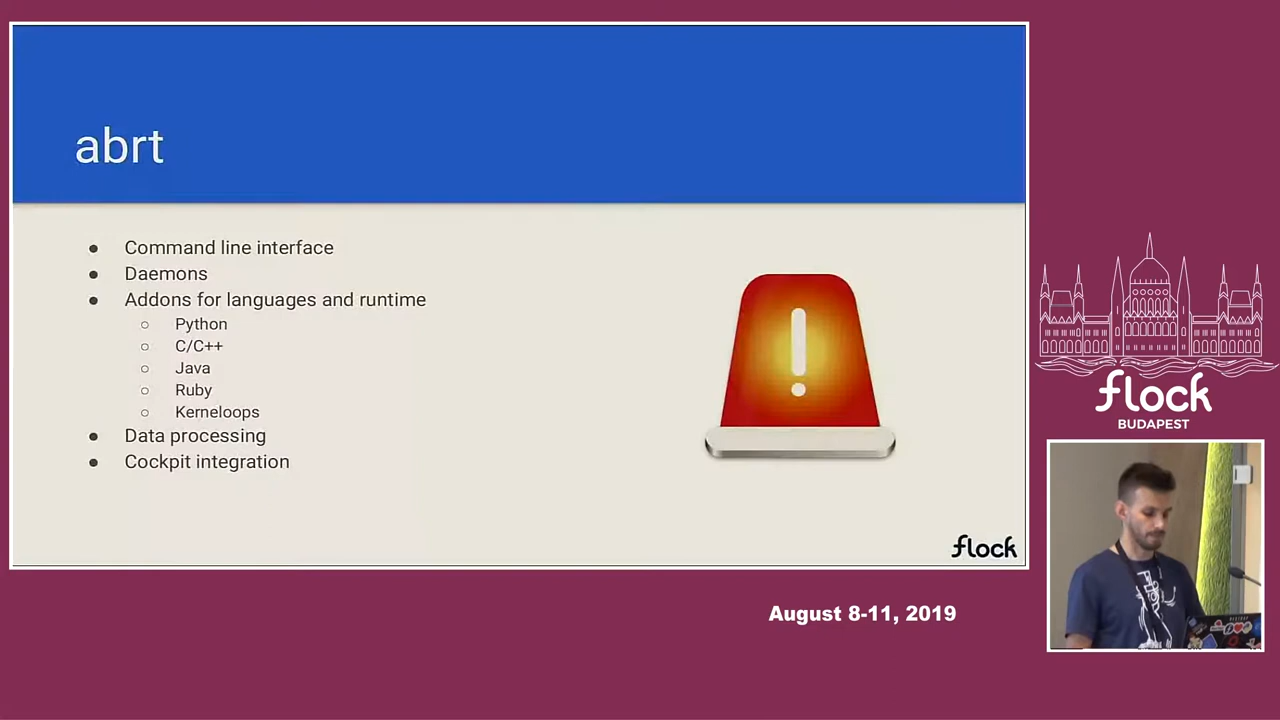 abrt
● Command line interface
● Daemons
● Addons for languages and runtime
○ Python
○ C/C++
○ Java
○ Ruby
○ Kerneloops
● Data processing
● Cockpit integration
flock
flock
BUDAPEST
August 8-11, 2019